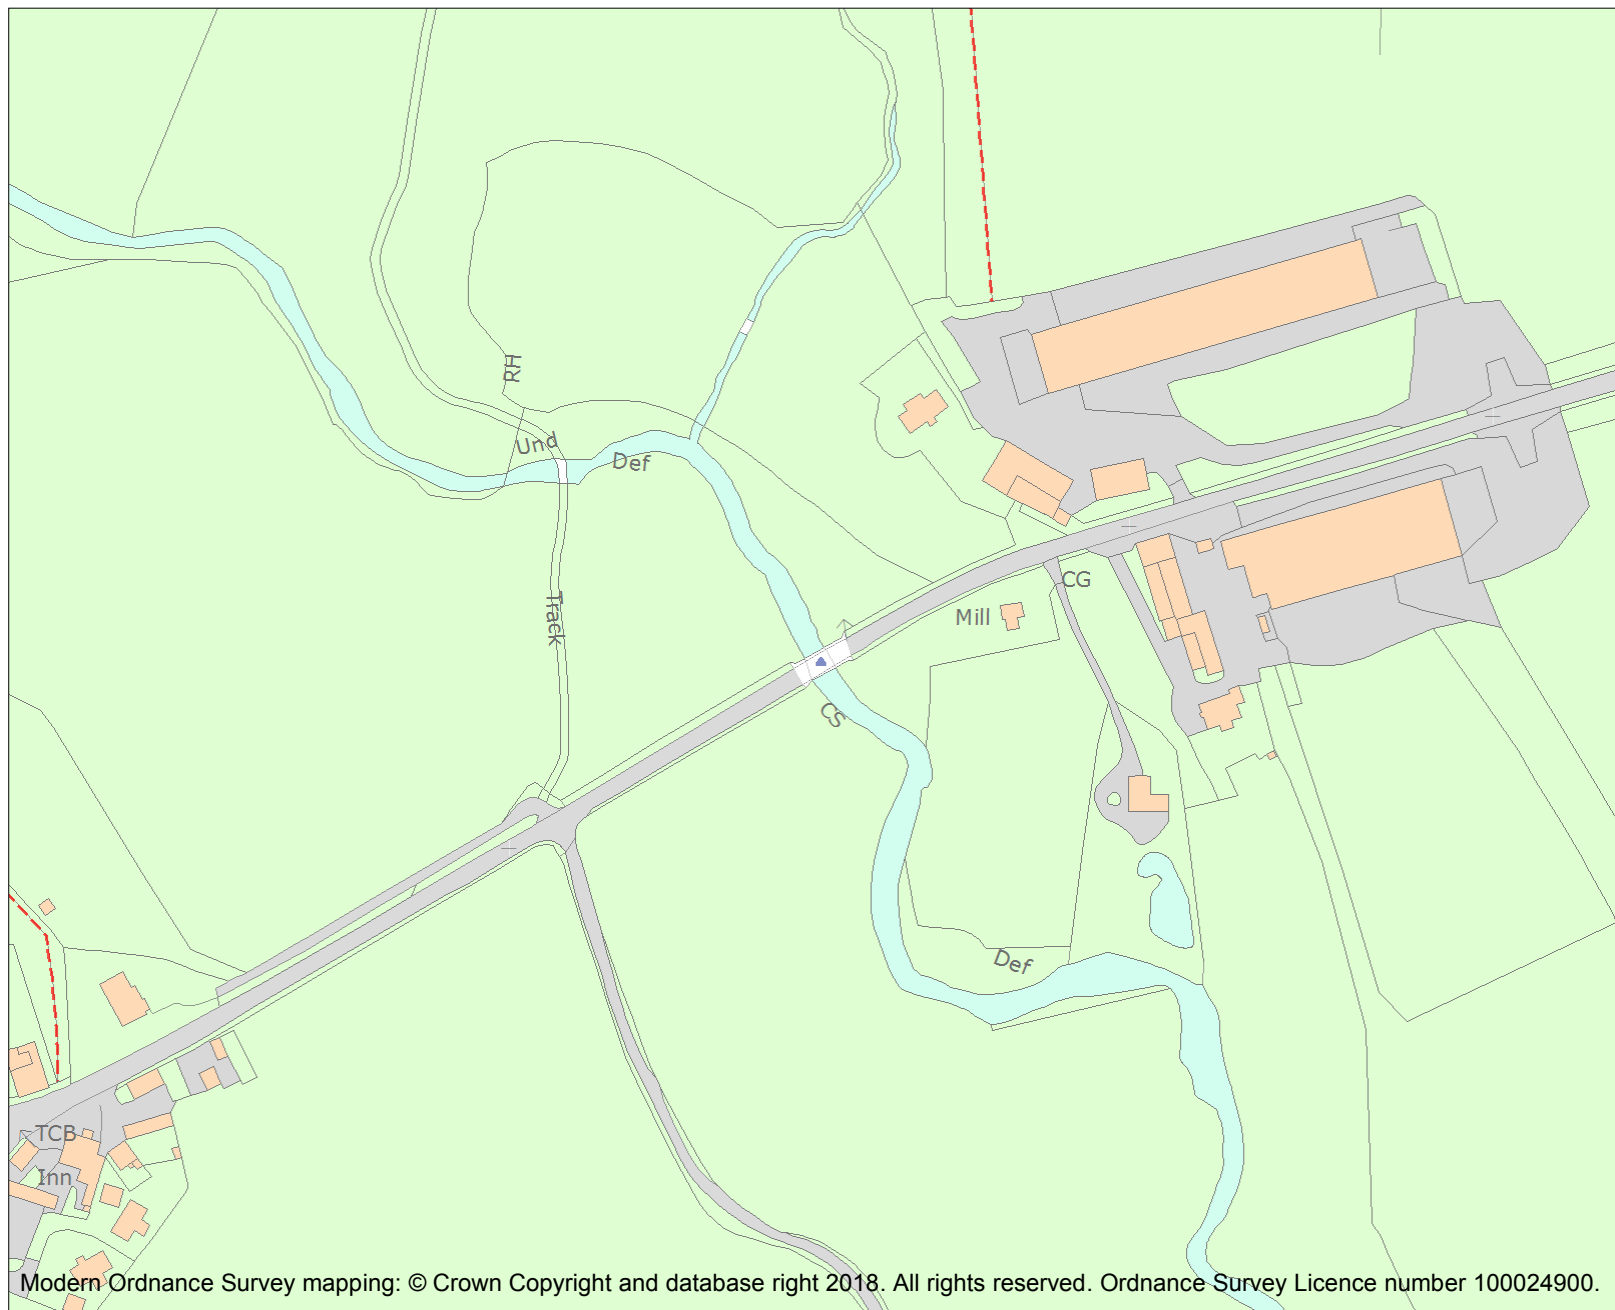 RH
Und
Def
Track
CG
Mill
CS
Def
TCB
Inn
Modern Ordnance Survey mapping: © Crown Copyright and database right 2018. All rights reserved. Ordnance Survey Licence number 100024900.